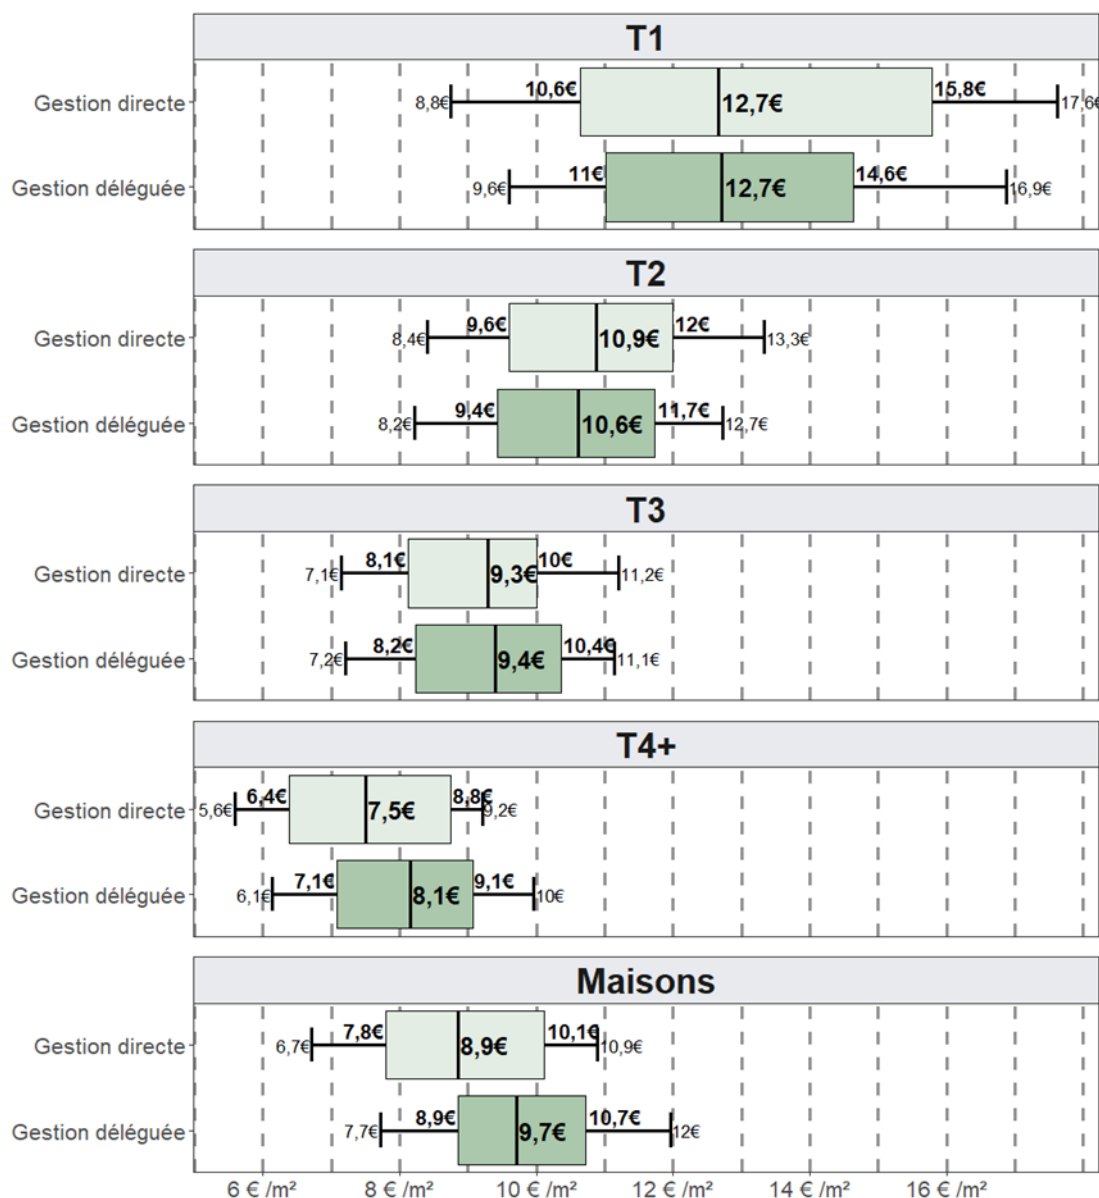 T1
Gestion directe
8,8€ 10,6€ 12,7€ 15,8€ 17,6€
Gestion déléguée
9,6€ 11€ 12,7€ 14,6€ 16,9€
T2
Gestion directe
8,4€ 9,6€ 10,9€ 12€ 13,3€
Gestion déléguée
8,2€ 9,4€ 10,6€ 11,7€ 12,7€
T3
Gestion directe
7,1€ 8,1€ 9,3€ 10€ 11,2€
Gestion déléguée
7,2€ 8,2€ 9,4€ 10,4€ 11,1€
T4+
Gestion directe
5,6€ 6,4€ 7,5€ 8,8€ 9,2€
Gestion déléguée
6,1€ 7,1€ 8,1€ 9,1€ 10€
Maisons
Gestion directe
6,7€ 7,8€ 8,9€ 10,1€ 10,9€
Gestion déléguée
7,7€ 8,9€ 9,7€ 10,7€ 12€
6 € /m² 8 € /m² 10 € /m² 12 € /m² 14 € /m² 16 € /m²